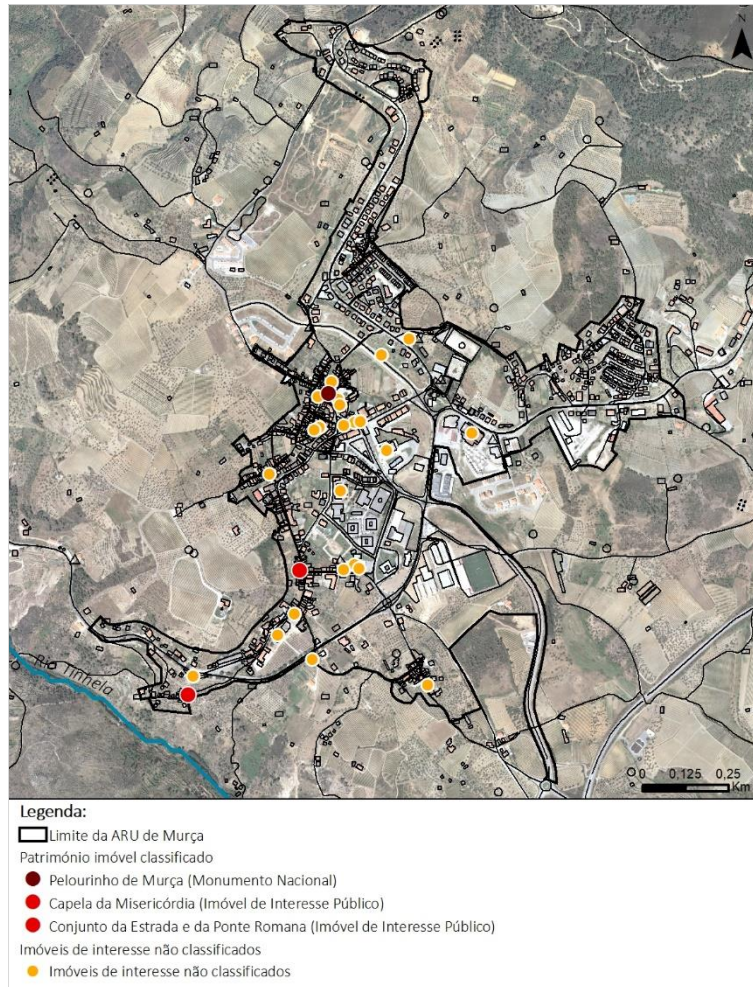 N
Rio Tinhela
0 0,125 0,25
Km
Legenda:
Limite da ARU de Murça
Património imóvel classificado
Pelourinho de Murça (Monumento Nacional)
Capela da Misericórdia (Imóvel de Interesse Público)
Conjunto da Estrada e da Ponte Romana (Imóvel de Interesse Público)
Imóveis de interesse não classificados
Imóveis de interesse não classificados